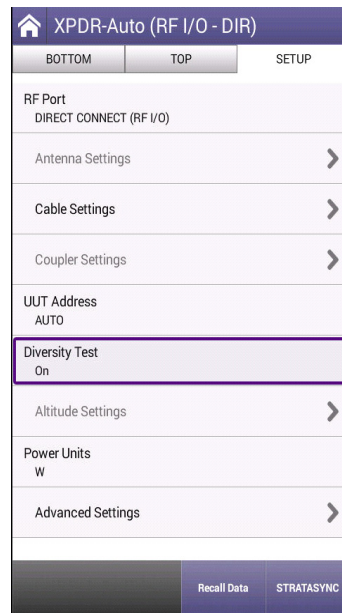 XPDR-Auto (RF I/O - DIR)
BOTTOM TOP SETUP
RF Port
DIRECT CONNECT (RF I/O)
Antenna Settings
Cable Settings
Coupler Settings
UUT Address
AUTO
Diversity Test
On
Altitude Settings
Power Units
W
Advanced Settings
Recall Data STRATASYNC